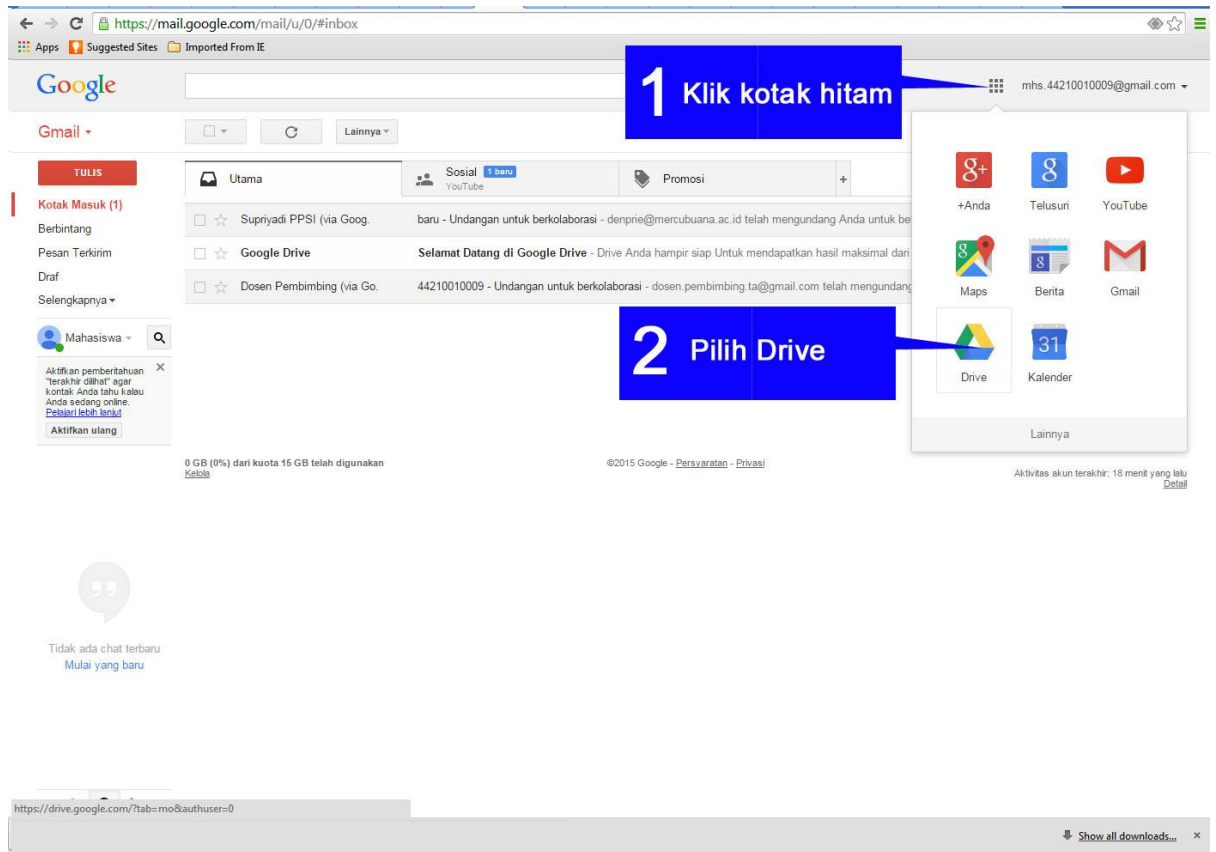 https://mail.google.com/mail/u/0/#inbox
Apps Suggested Sites Imported From IE
Google
1 Klik kotak hitam
mhs.44210010009@gmail.com
Gmail
Lainnya
TULIS
Utama
Sosial 1 baru
YouTube
Promosi
+
Kotak Masuk (1)
Berbintang
Pesan Terkirim
Draf
Selengkapnya
Supriyadi PPSI (via Goog. baru - Undangan untuk berkolaborasi - denprie@mercubuana.ac.id telah mengundang Anda untuk be
Google Drive Selamat Datang di Google Drive - Drive Anda hampir siap Untuk mendapatkan hasil maksimal dari
Dosen Pembimbing (via Go. 44210010009 - Undangan untuk berkolaborasi - dosen.pembimbing.ta@gmail.com telah mengundang
g+ 8
+Anda Telusuri YouTube
8 8
Maps Berita Gmail
31
Drive Kalender
Lainnya
2 Pilih Drive
Mahasiswa
Aktifkan pemberitahuan
"terakhir dilihat" agar
kontak Anda tahu kalau
Anda sedang online.
Pelajari lebih lanjut
Aktifkan ulang
0 GB (0%) dari kuota 15 GB telah digunakan
Kelola
©2015 Google - Persyaratan - Privasi
Aktivitas akun terakhir: 18 menit yang lalu
Detail
Tidak ada chat terbaru
Mulai yang baru
https://drive.google.com/?tab=mo&authuser=0
Show all downloads...